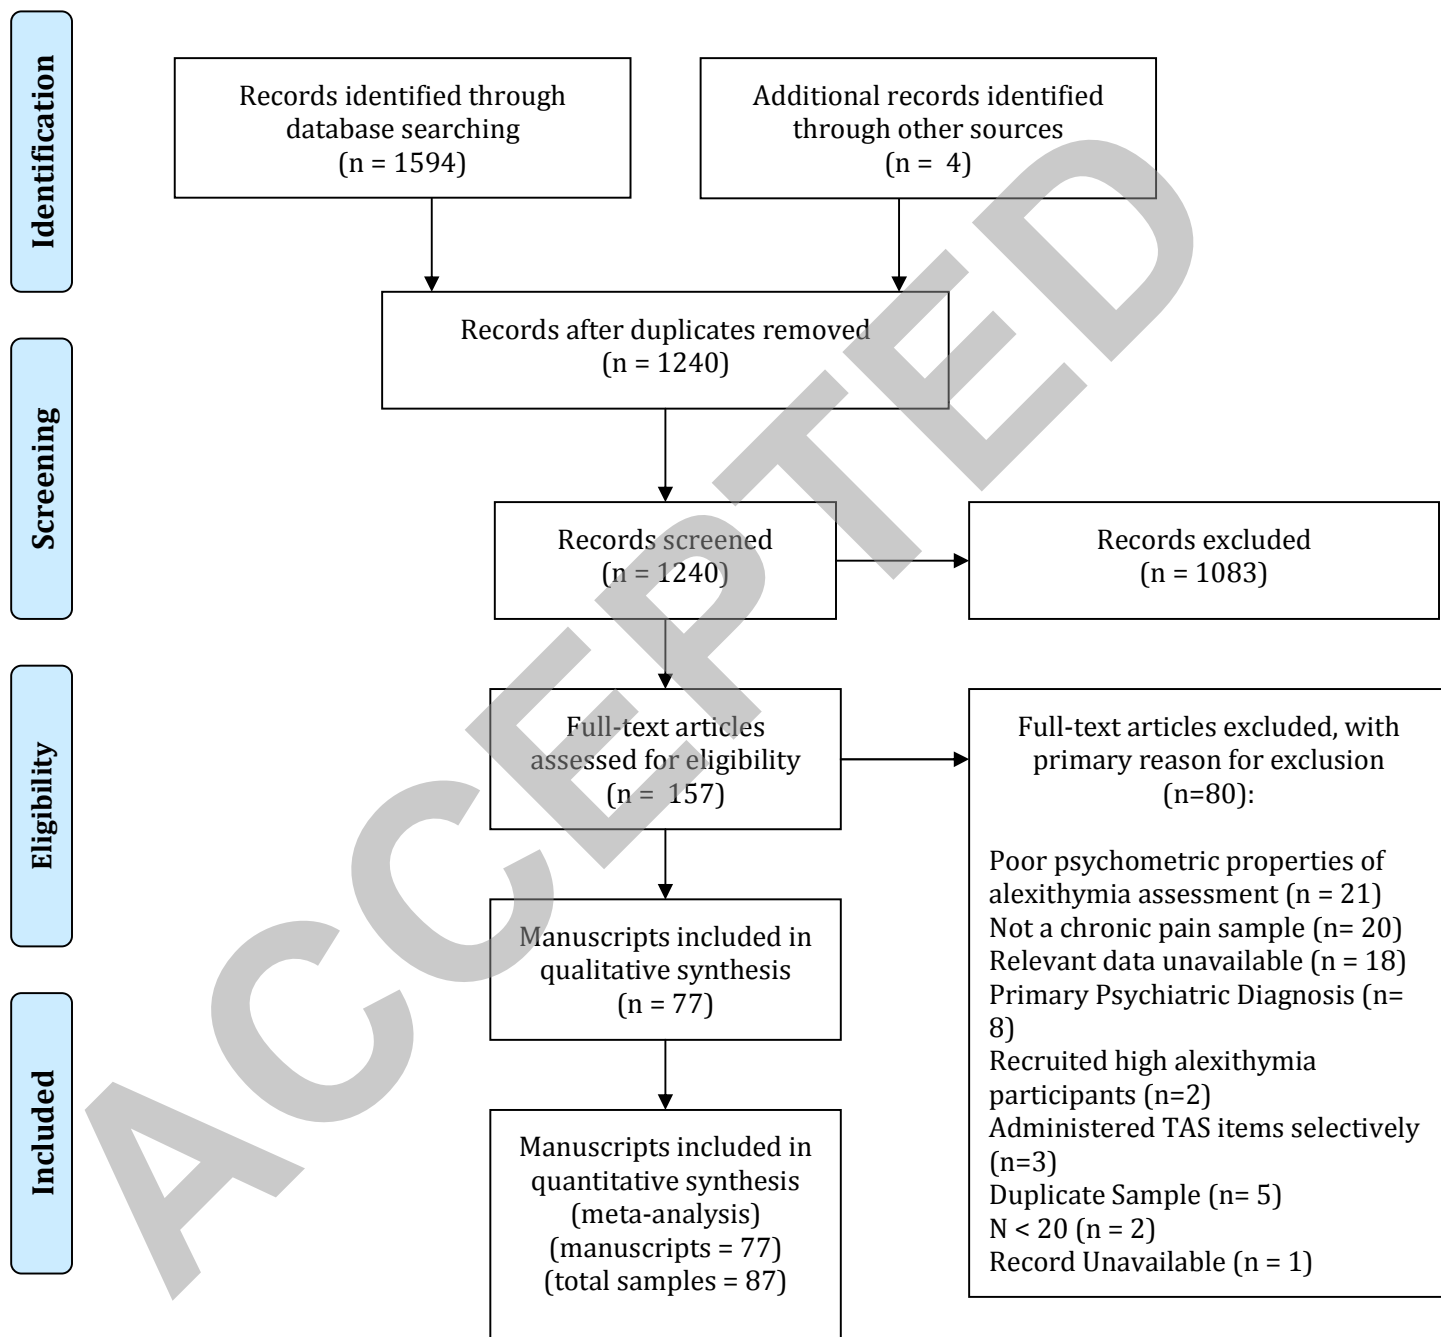 Identification
Records identified through
database searching
(n = 1594)
Additional records identified
through other sources
(n =  4)
Records after duplicates removed
(n = 1240)
Screening
Records screened
(n = 1240)
Records excluded
(n = 1083)
Eligibility
Full-text articles
assessed for eligibility
(n =  157)
Full-text articles excluded, with
primary reason for exclusion
(n=80):
Poor psychometric properties of
alexithymia assessment (n = 21)
Not a chronic pain sample (n= 20)
Relevant data unavailable (n = 18)
Primary Psychiatric Diagnosis (n=
8)
Recruited high alexithymia
participants (n=2)
Administered TAS items selectively
(n=3)
Duplicate Sample (n= 5)
N < 20 (n = 2)
Record Unavailable (n = 1)
Manuscripts included in
qualitative synthesis
(n = 77)
Included
Manuscripts included in
quantitative synthesis
(meta-analysis)
(manuscripts = 77)
(total samples = 87)
ACCEPTED